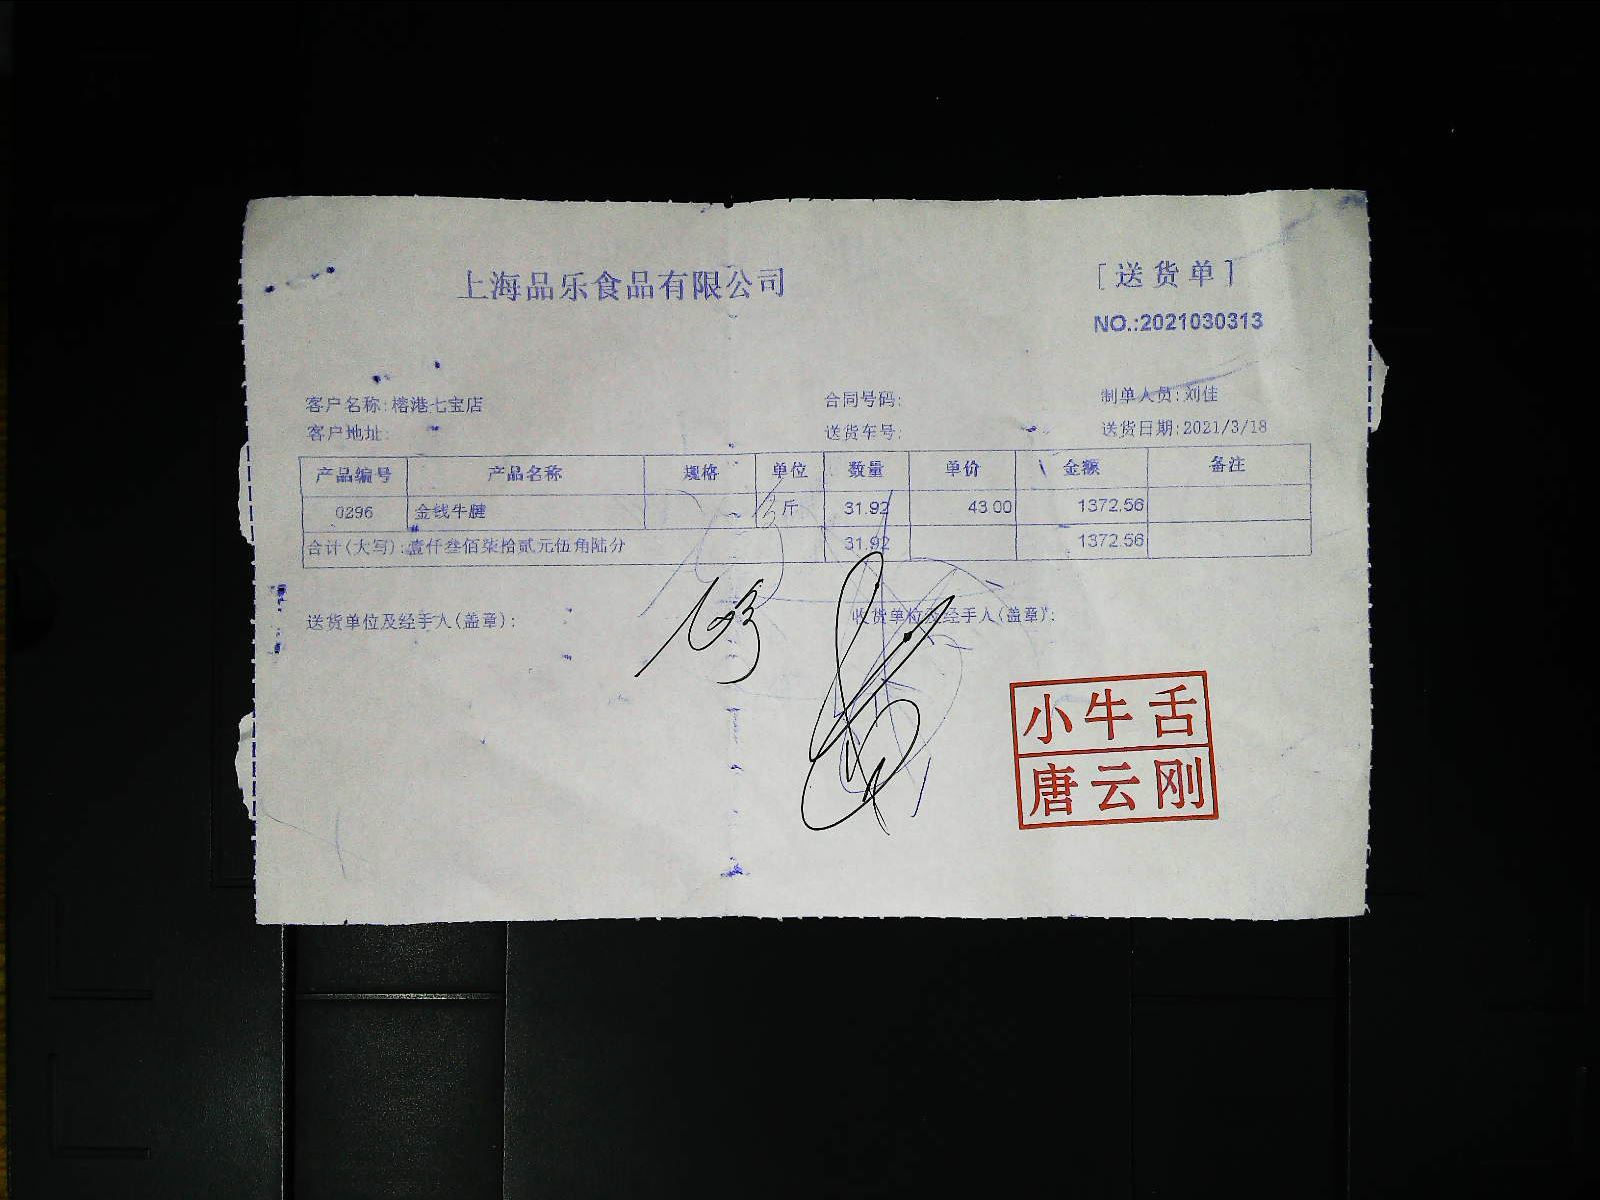 上海品乐食品有限公司
[送货单]
NO.:2021030313
客户名称:榕港七宝店 合同号码: 制单人员:刘佳
客户地址: 送货车号: 送货日期:2021/3/18
产品编号 产品名称 规格 单位 数量 单价 金额 备注
0296 金钱牛腱 斤 31.92 43.00 1372.56
合计(大写):壹仟叁佰柒拾贰元伍角陆分 31.92 1372.56
送货单位及经手人(盖章): 收货单位及经手人(盖章):
小牛舌
唐云刚